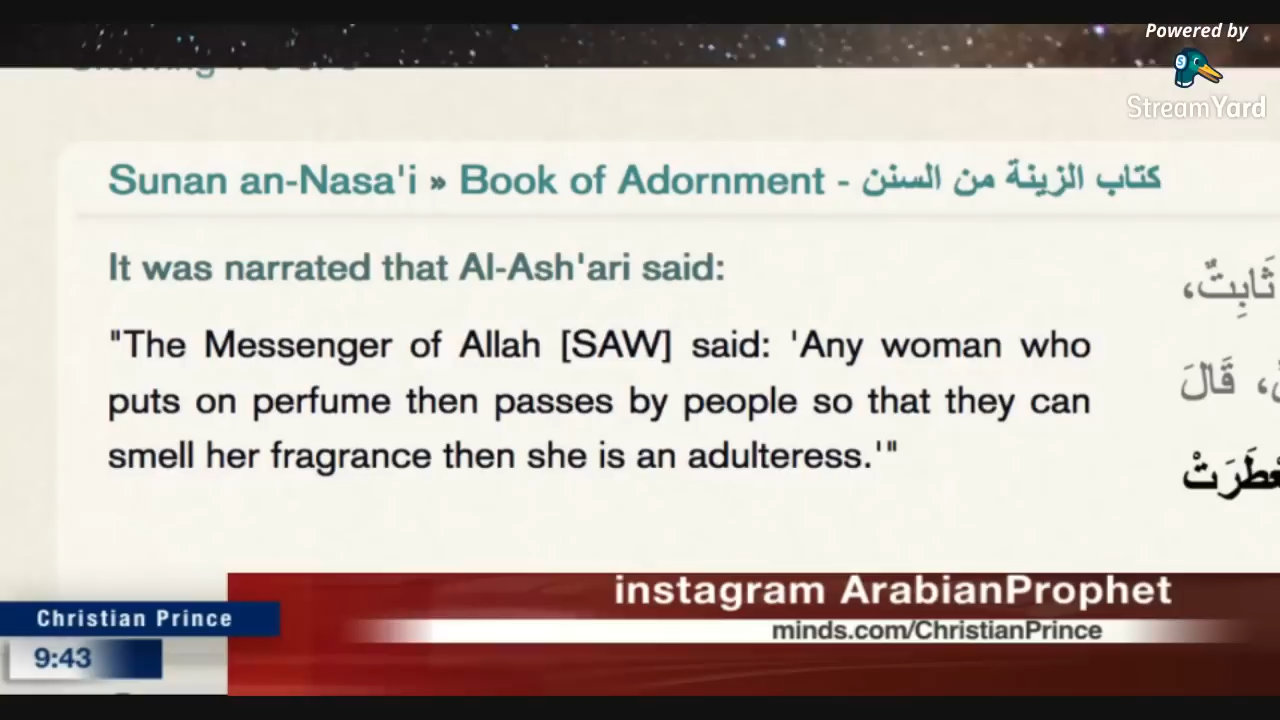 Powered by
StreamYard
Sunan an-Nasa'i » Book of Adornment - كتاب الزينة من السنن
It was narrated that Al-Ash'ari said:
ثَابِتٌ،
"The Messenger of Allah [SAW] said: 'Any woman who
puts on perfume then passes by people so that they can
قَالَ
smell her fragrance then she is an adulteress.'"
instagram ArabianProphet
Christian Prince
minds.com/ChristianPrince
9:43